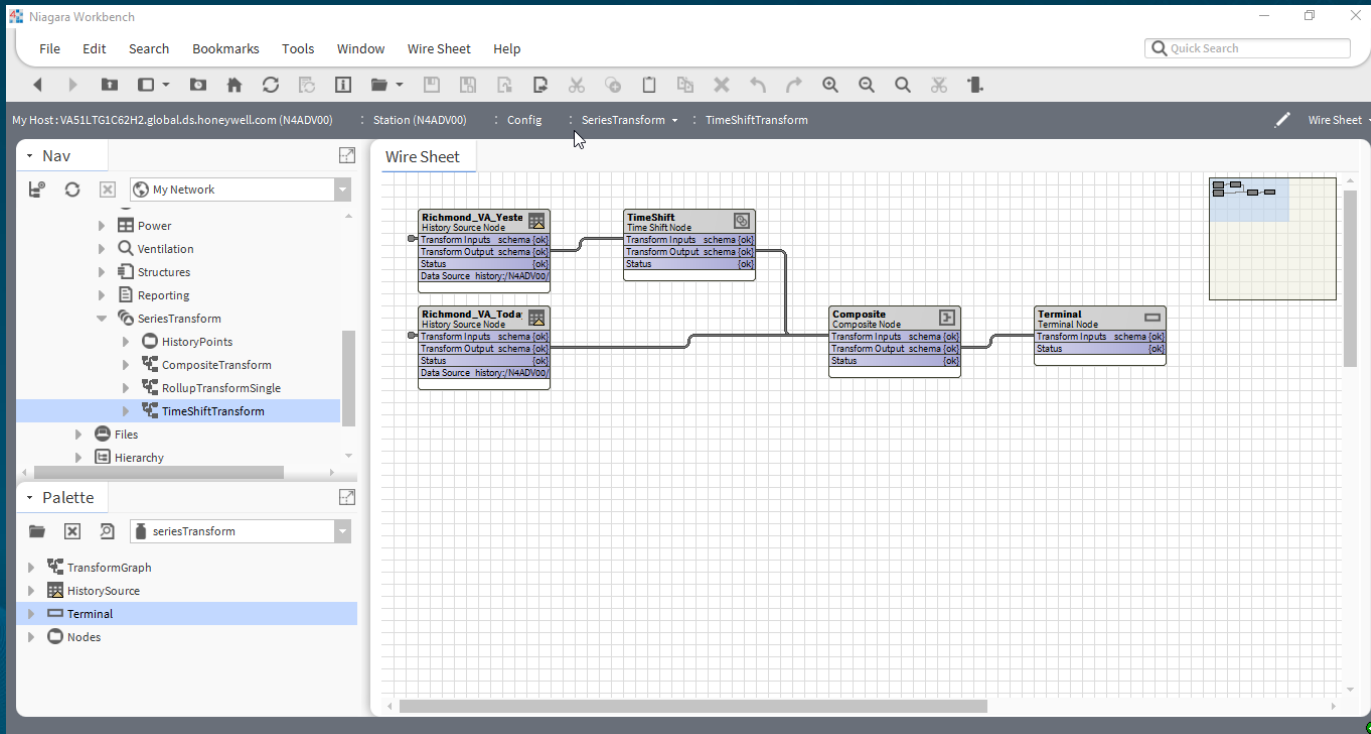 Niagara Workbench
File Edit Search Bookmarks Tools Window Wire Sheet Help
Quick Search
My Host : VA51LTG1C62H2.global.ds.honeywell.com (N4ADV00) : Station (N4ADV00) : Config : SeriesTransform : TimeShiftTransform
Wire Sheet
Nav
My Network
Power
Ventilation
Structures
Reporting
SeriesTransform
HistoryPoints
CompositeTransform
RollupTransformSingle
TimeShiftTransform
Files
Hierarchy
Palette
seriesTransform
TransformGraph
HistorySource
Terminal
Nodes
Wire Sheet
Richmond_VA_Yeste
History Source Node
Transform Inputs schema {ok}
Transform Output schema {ok}
Status {ok}
Data Source history:/N4ADV00/
TimeShift
Time Shift Node
Transform Inputs schema {ok}
Transform Output schema {ok}
Status {ok}
Richmond_VA_Toda
History Source Node
Transform Inputs schema {ok}
Transform Output schema {ok}
Status {ok}
Data Source history:/N4ADV00/
Composite
Composite Node
Transform Inputs schema {ok}
Transform Output schema {ok}
Status {ok}
Terminal
Terminal Node
Transform Inputs schema {ok}
Status {ok}